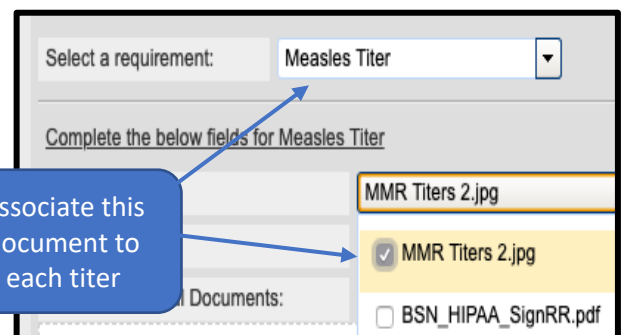 Select a requirement: Measles Titer
Complete the below fields for Measles Titer
MMR Titers 2.jpg
ssociate this
ocument to
each titer
MMR Titers 2.jpg
Documents:
BSN_HIPAA_SignRR.pdf